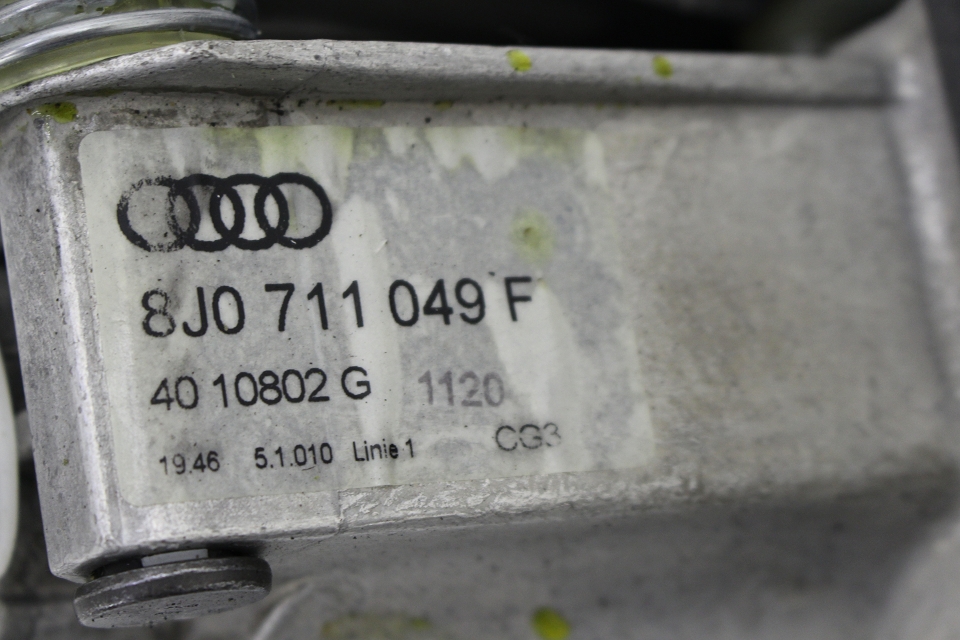 8J0 711 049 F
40 10802 G 1120
19.46 5.1.010 Linie 1 CG3